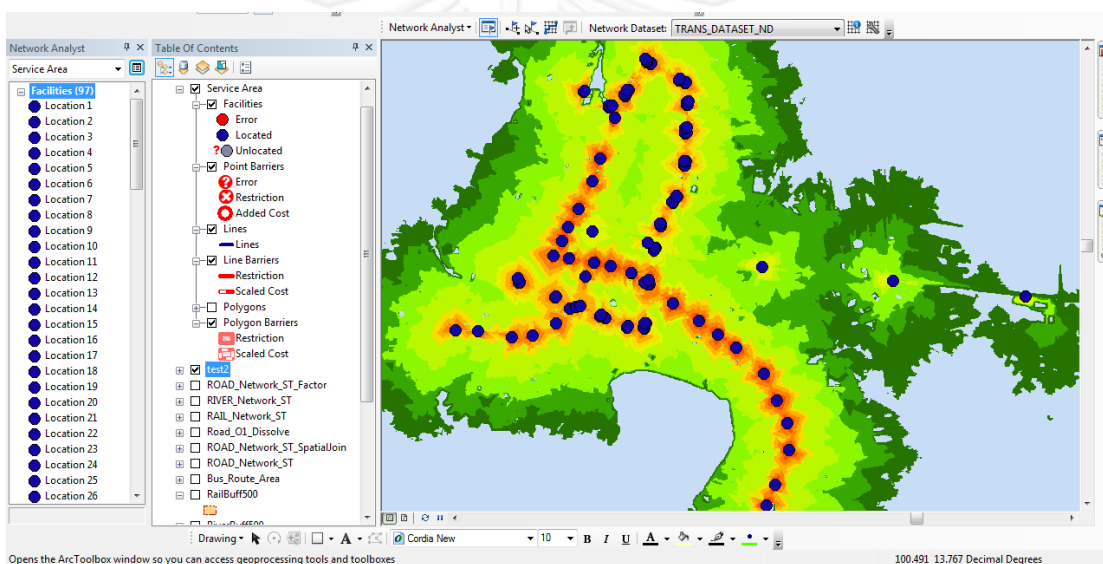 Network Analyst
Network Dataset:
TRANS_DATASET_ND
Network Analyst
Service Area
Facilities (97)
Location 1
Location 2
Location 3
Location 4
Location 5
Location 6
Location 7
Location 8
Location 9
Location 10
Location 11
Location 12
Location 13
Location 14
Location 15
Location 16
Location 17
Location 18
Location 19
Location 20
Location 21
Location 22
Location 23
Location 24
Location 25
Location 26
Table Of Contents
Service Area
Facilities
Error
Located
? Unlocated
Point Barriers
Error
Restriction
Added Cost
Lines
Lines
Line Barriers
Restriction
Scaled Cost
Polygons
Polygon Barriers
Restriction
Scaled Cost
test2
ROAD_Network_ST_Factor
RIVER_Network_ST
RAIL_Network_ST
Road_O1_Dissolve
ROAD_Network_ST_SpatialJoin
ROAD_Network_ST
Bus_Route_Area
RailBuff500
RiverBuff500
Drawing
A
Cordia New
10
B I U A
Opens the ArcToolbox window so you can access geoprocessing tools and toolboxes
100.491 13.767 Decimal Degrees